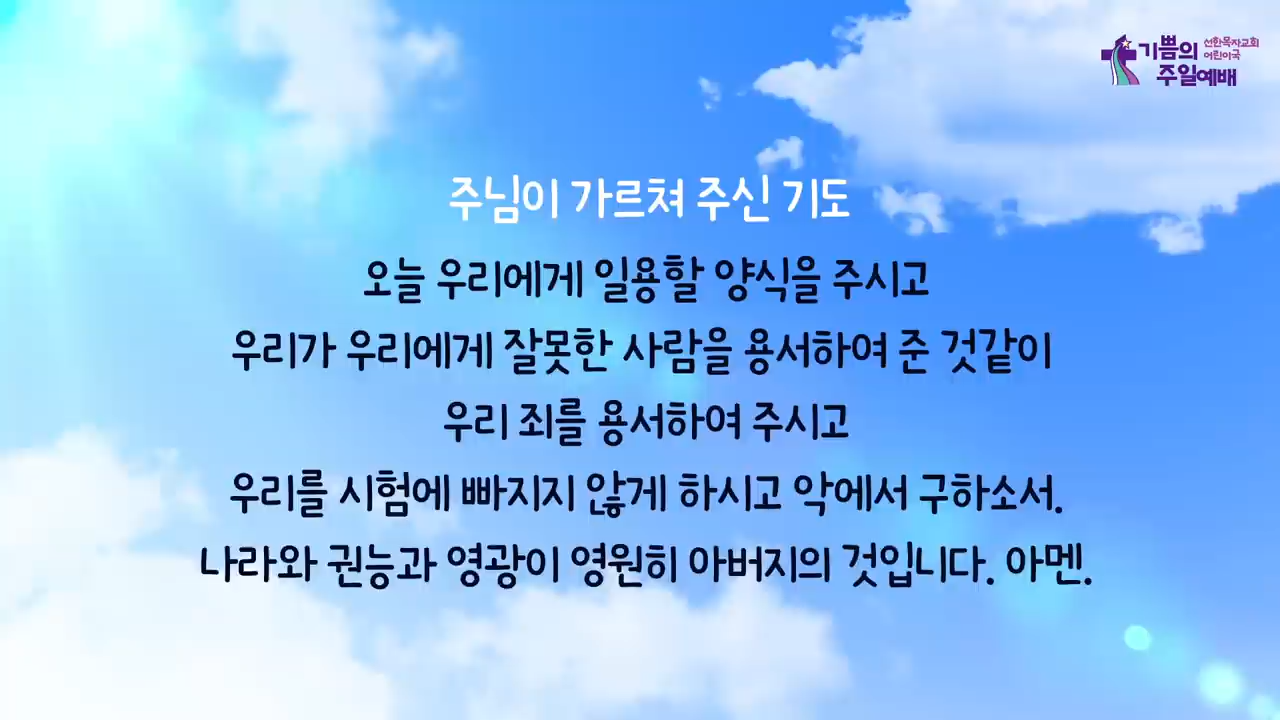 기쁨의 선한목자교회
어린이국
주일예배
주님이 가르쳐 주신 기도
오늘 우리에게 일용할 양식을 주시고
우리가 우리에게 잘못한 사람을 용서하여 준 것같이
우리 죄를 용서하여 주시고
우리를 시험에 빠지지 않게 하시고 악에서 구하소서.
나라와 권능과 영광이 영원히 아버지의 것입니다. 아멘.